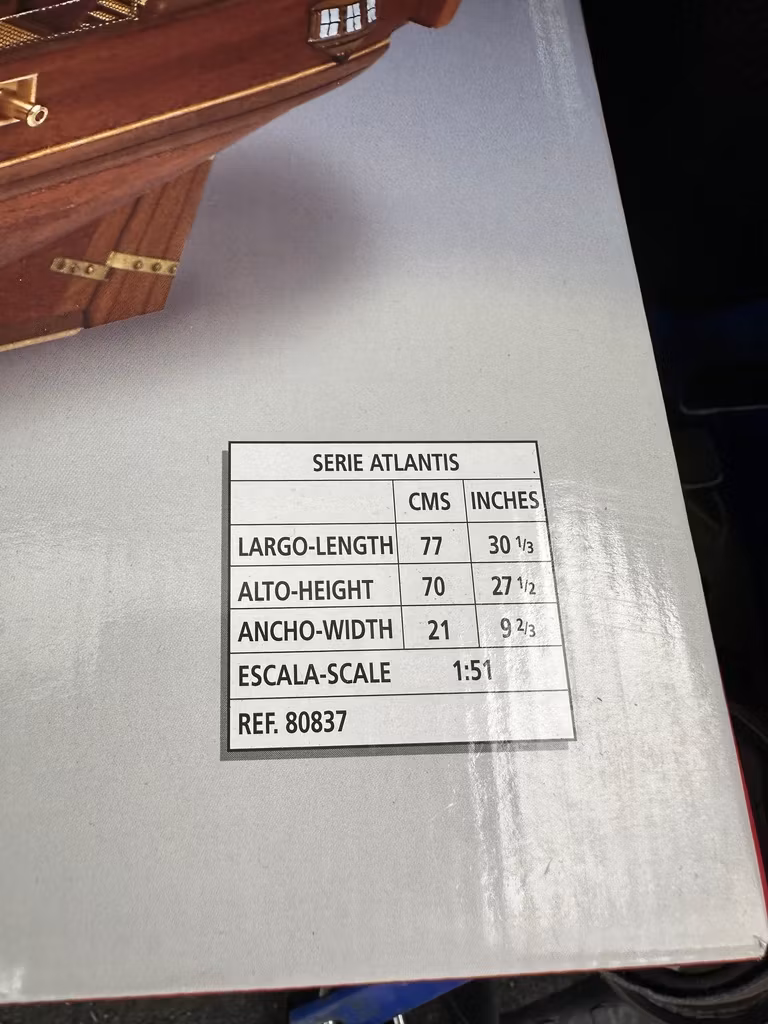 SERIE ATLANTIS
CMS INCHES
LARGO-LENGTH 77 30 1/3
ALTO-HEIGHT 70 27 1/2
ANCHO-WIDTH 21 9 2/3
ESCALA-SCALE 1:51
REF. 80837